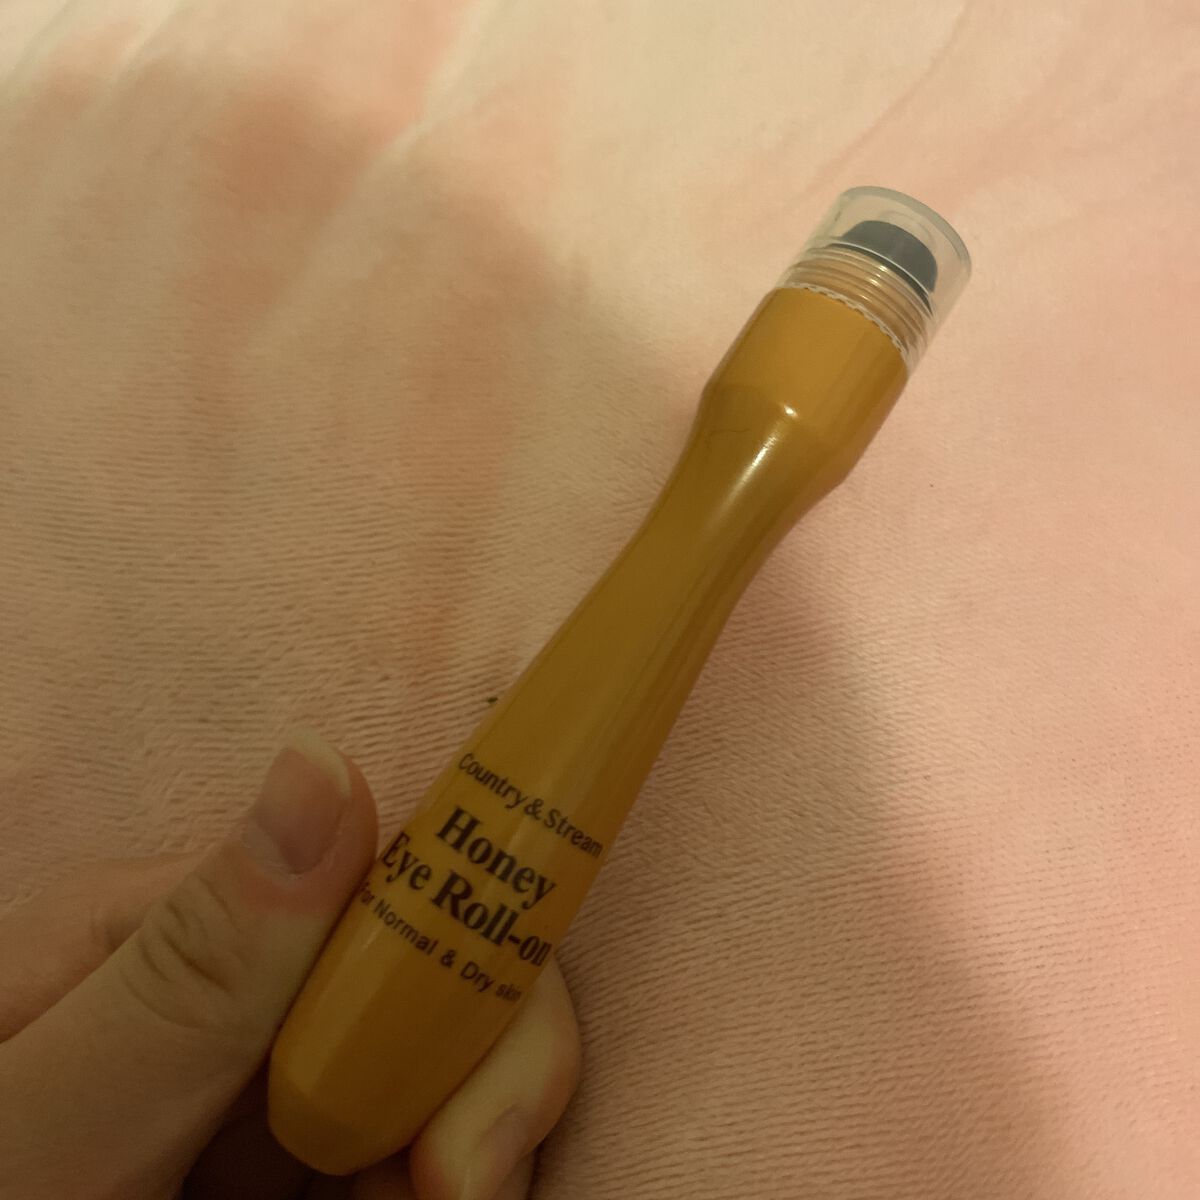 Country & Stream
Honey
Eye Roll-on
for Normal & Dry skin